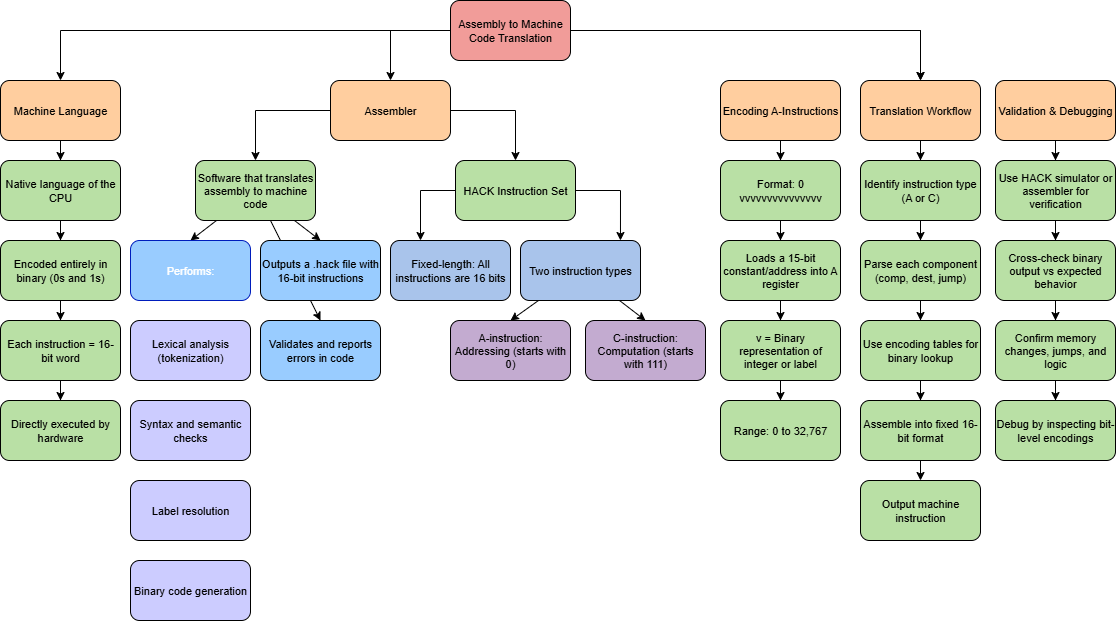 Assembly to Machine
Code Translation
Machine Language
Assembler
Encoding A-Instructions
Translation Workflow
Validation & Debugging
Native language of the
CPU
Software that translates
assembly to machine
code
HACK Instruction Set
Format: 0
vvvvvvvvvvvvvvv
Identify instruction type
(A or C)
Use HACK simulator or
assembler for
verification
Encoded entirely in
binary (0s and 1s)
Performs:
Outputs a .hack file with
16-bit instructions
Fixed-length: All
instructions are 16 bits
Two instruction types
Loads a 15-bit
constant/address into A
register
Parse each component
(comp, dest, jump)
Cross-check binary
output vs expected
behavior
Each instruction = 16-
bit word
Lexical analysis
(tokenization)
Validates and reports
errors in code
A-instruction:
Addressing (starts with
0)
C-instruction:
Computation (starts
with 111)
v = Binary
representation of
integer or label
Use encoding tables for
binary lookup
Confirm memory
changes, jumps, and
logic
Directly executed by
hardware
Syntax and semantic
checks
Range: 0 to 32,767
Assemble into fixed 16-
bit format
Debug by inspecting bit-
level encodings
Label resolution
Output machine
instruction
Binary code generation